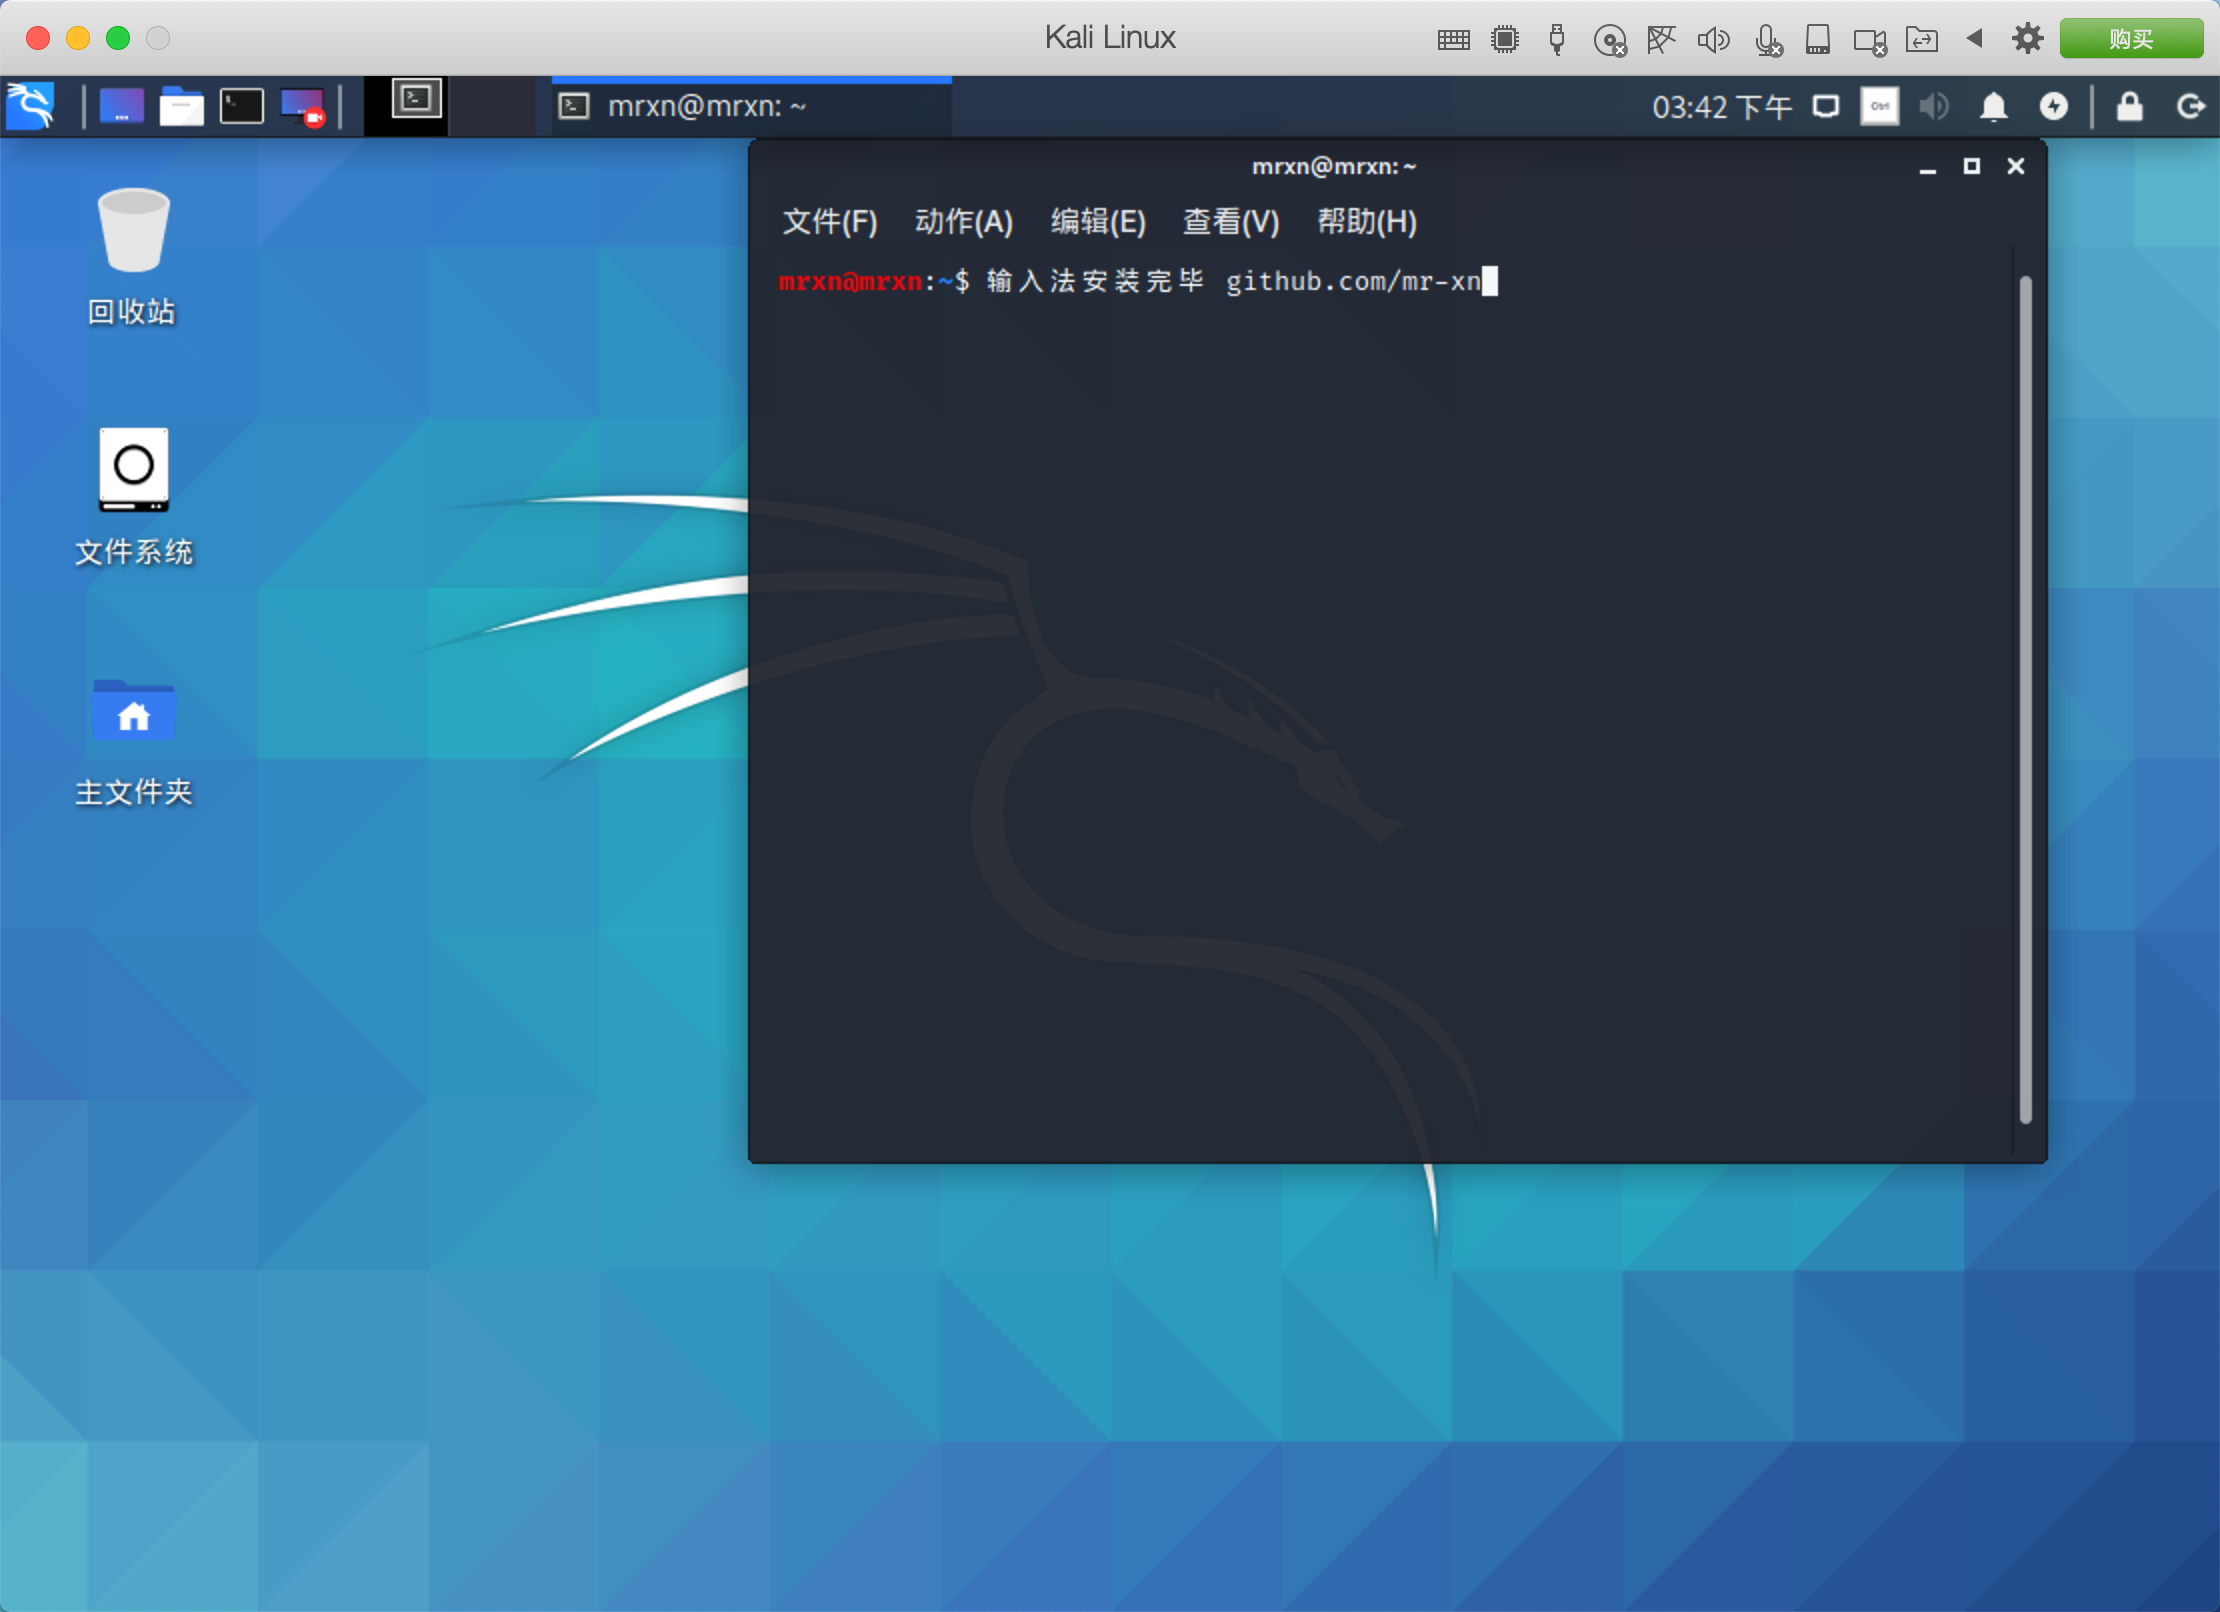 Kali Linux
购买
mrxn@mrxn: ~
03:42 下午
Ctrl
mrxn@mrxn: ~
文件(F) 动作(A) 编辑(E) 查看(V) 帮助(H)
mrxn@mrxn:~$ 输入法安装完毕 github.com/mr-xn
回收站
文件系统
主文件夹